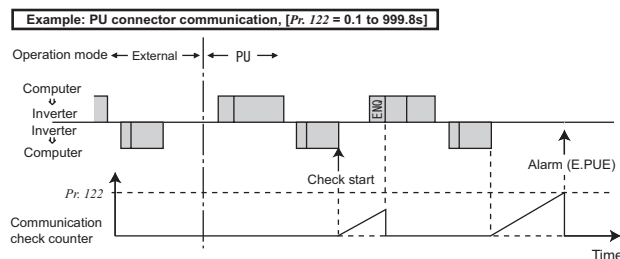 Example: PU connector communication, [Pr. 122 = 0.1 to 999.8s]
Operation mode External PU
Computer
Inverter
Inverter
Computer
ENQ
Check start
Alarm (E.PUE)
Pr. 122
Communication
check counter
Time